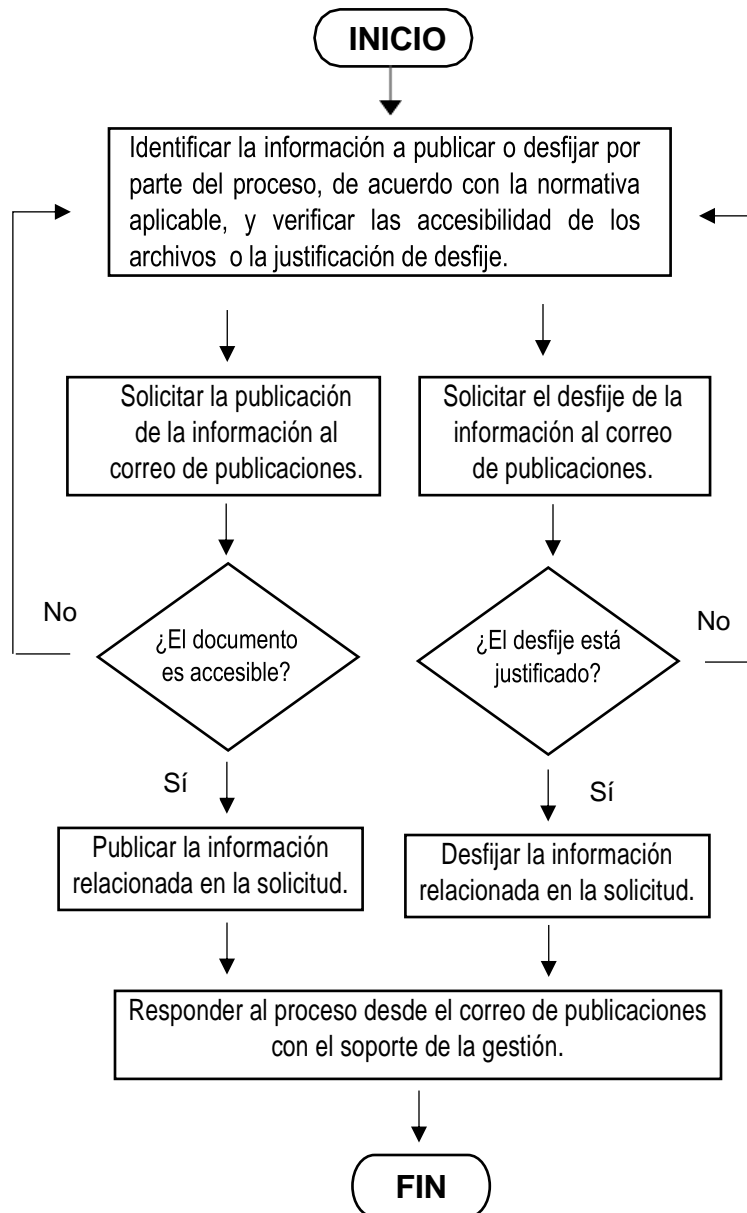 INICIO
Identificar la información a publicar o desfijar por
parte del proceso, de acuerdo con la normativa
aplicable, y verificar las accesibilidad de los
archivos o la justificación de desfije.
Solicitar la publicación
de la información al
correo de publicaciones.
Solicitar el desfije de la
información al correo
de publicaciones.
No
¿El documento
es accesible?
¿El desfije está
justificado?
No
Sí
Sí
Publicar la información
relacionada en la solicitud.
Desfijar la información
relacionada en la solicitud.
Responder al proceso desde el correo de publicaciones
con el soporte de la gestión.
FIN